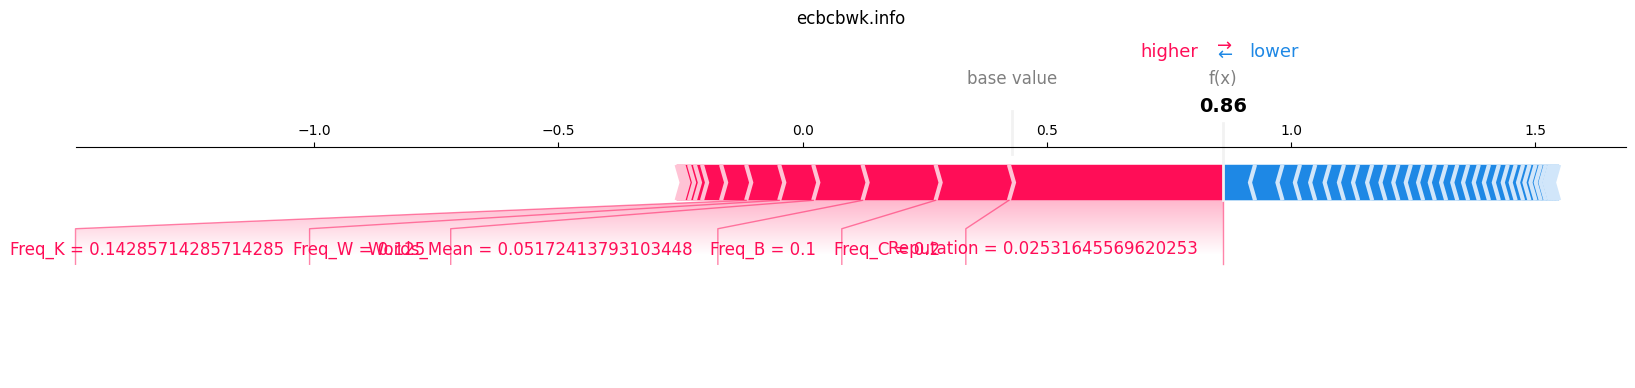 ecbcbwk.info
higher → ← lower
base value f(x)
0.86
−1.0 −0.5 0.0 0.5 1.0 1.5
Freq_K = 0.14285714285714285 Freq_W = 0.125 Words_Mean = 0.05172413793103448 Freq_B = 0.1 Freq_C = 0.2 Reputation = 0.02531645569620253